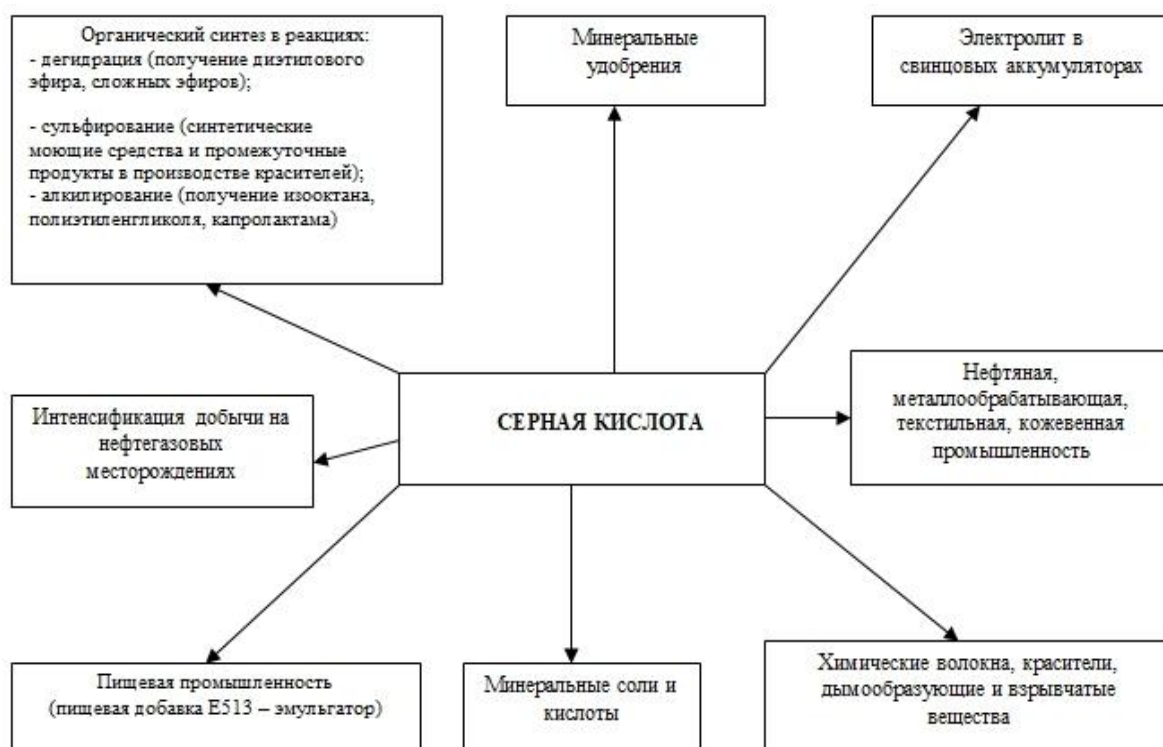 Органический синтез в реакциях:
- дегидрация (получение диэтилового
эфира, сложных эфиров);
- сульфирование (синтетические
моющие средства и промежуточные
продукты в производстве красителей);
- алкилирование (получение изооктана,
полиэтиленгликоля, капролактама)
Минеральные
удобрения
Электролит в
свинцовых аккумуляторах
Интенсификация добычи на
нефтегазовых
месторождениях
СЕРНАЯ КИСЛОТА
Нефтяная,
металлообрабатывающая,
текстильная, кожевенная
промышленность
Пищевая промышленность
(пищевая добавка Е513 – эмульгатор)
Минеральные соли и
кислоты
Химические волокна, красители,
дымообразующие и взрывчатые
вещества